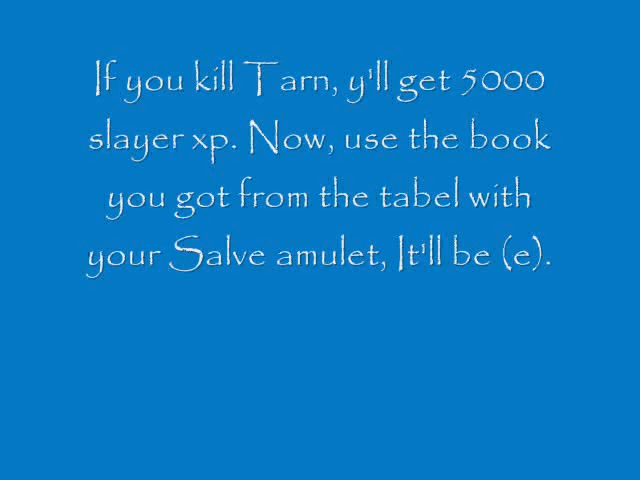 If you kill Tarn, y'll get 5000
slayer xp. Now, use the book
you got from the tabel with
your Salve amulet, It'll be (e).